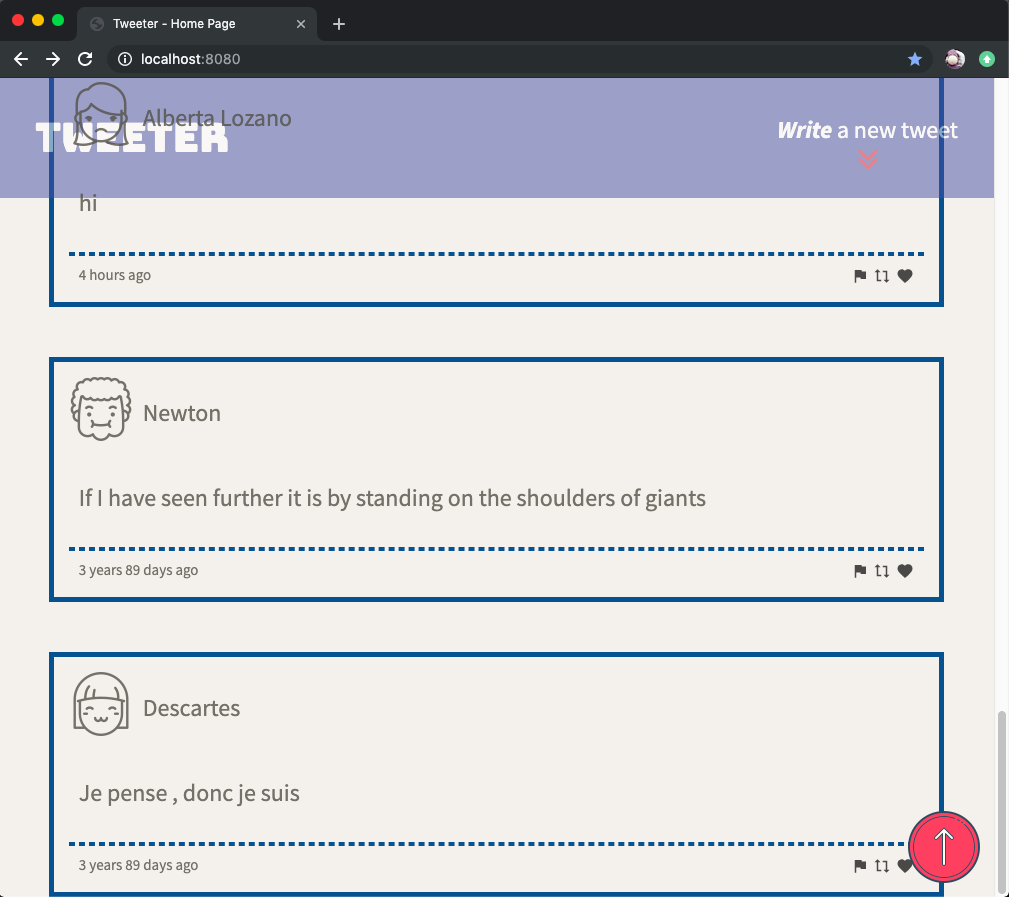 Tweeter - Home Page
localhost:8080
Alberta Lozano
TWEETER
Write a new tweet
hi
4 hours ago
Newton
If I have seen further it is by standing on the shoulders of giants
3 years 89 days ago
Descartes
Je pense , donc je suis
3 years 89 days ago